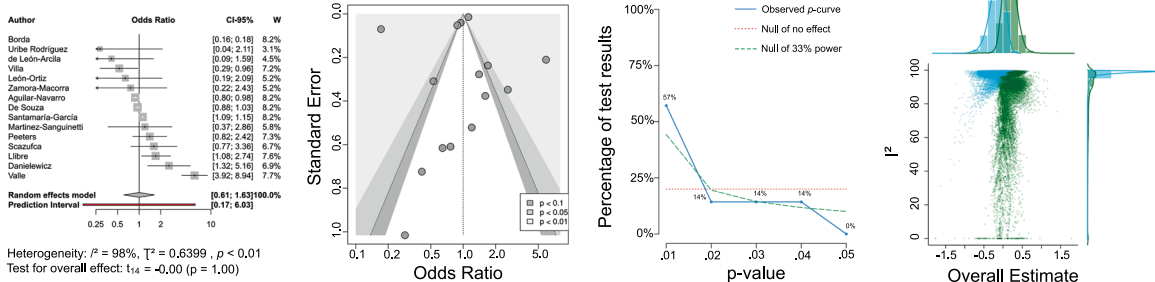 Author Odds Ratio CI-95% W
Borda [0.16; 0.18] 8.2%
Uribe Rodríguez [0.04; 2.11] 3.1%
de León-Arcila [0.09; 1.59] 4.5%
Villa [0.29; 0.96] 8.2%
León-Ortiz [0.19; 2.09]
Zamora-Macorra [0.22; 2.43]
Aguilar-Navarro [0.80; 0.98] 8.2%
De Souza [0.88; 1.03] 8.2%
Santamaría-García [1.09; 1.15] 8.2%
Martinez-Sanguinetti [0.37; 2.86] 5.8%
Peeters [0.82; 2.42] 7.3%
Scazufca [0.77; 3.36] 6.7%
Llibre [1.08; 2.74] 7.6%
Danielewicz [1.32; 5.16] 6.9%
Valle [3.92; 8.94] 7.7%
Random effects model [0.61; 1.63]100.0%
Prediction Interval [0.17; 6.03]
0.25 0.5 1 2 10
Heterogeneity: I² = 98%, T² = 0.6399 , p < 0.01
Test for overall effect: t₁₄ = -0.00 (p = 1.00)
Standard Error
0.0
0.2
0.4
0.6
0.8
1.0
p < 0.1
p < 0.05
p < 0.01
0.2 0.5 1.0 2.0 5.0
Odds Ratio
Percentage of test results
100%
75%
50%
25%
0%
Observed p-curve
Null of no effect
Null of 33% power
57%
14% 14% 14%
0%
.01 .02 .03 .04 .05
p-value
I²
100
80
60
40
20
0
-1.5 -.5 0 .5 1.5
Overall Estimate